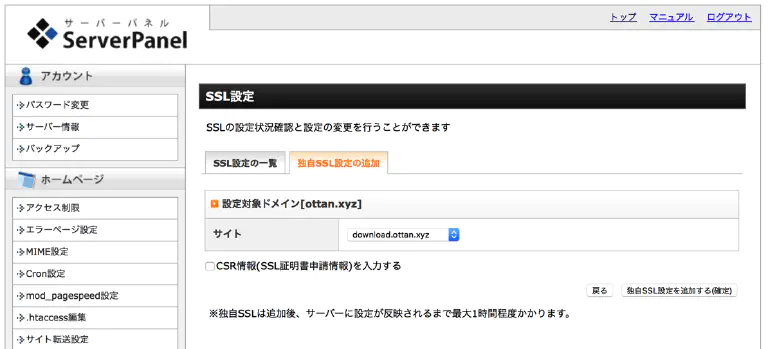 サーバーパネル
ServerPanel
トップ マニュアル ログアウト
アカウント
パスワード変更
サーバー情報
バックアップ
ホームページ
アクセス制限
エラーページ設定
MIME設定
Cron設定
mod_pagespeed設定
.htaccess編集
サイト転送設定
SSL設定
SSLの設定状況確認と設定の変更を行うことができます
SSL設定の一覧 独自SSL設定の追加
設定対象ドメイン[ottan.xyz]
サイト download.ottan.xyz
CSR情報(SSL証明書申請情報)を入力する
戻る 独自SSL設定を追加する(確定)
※独自SSLは追加後、サーバーに設定が反映されるまで最大1時間程度かかります。